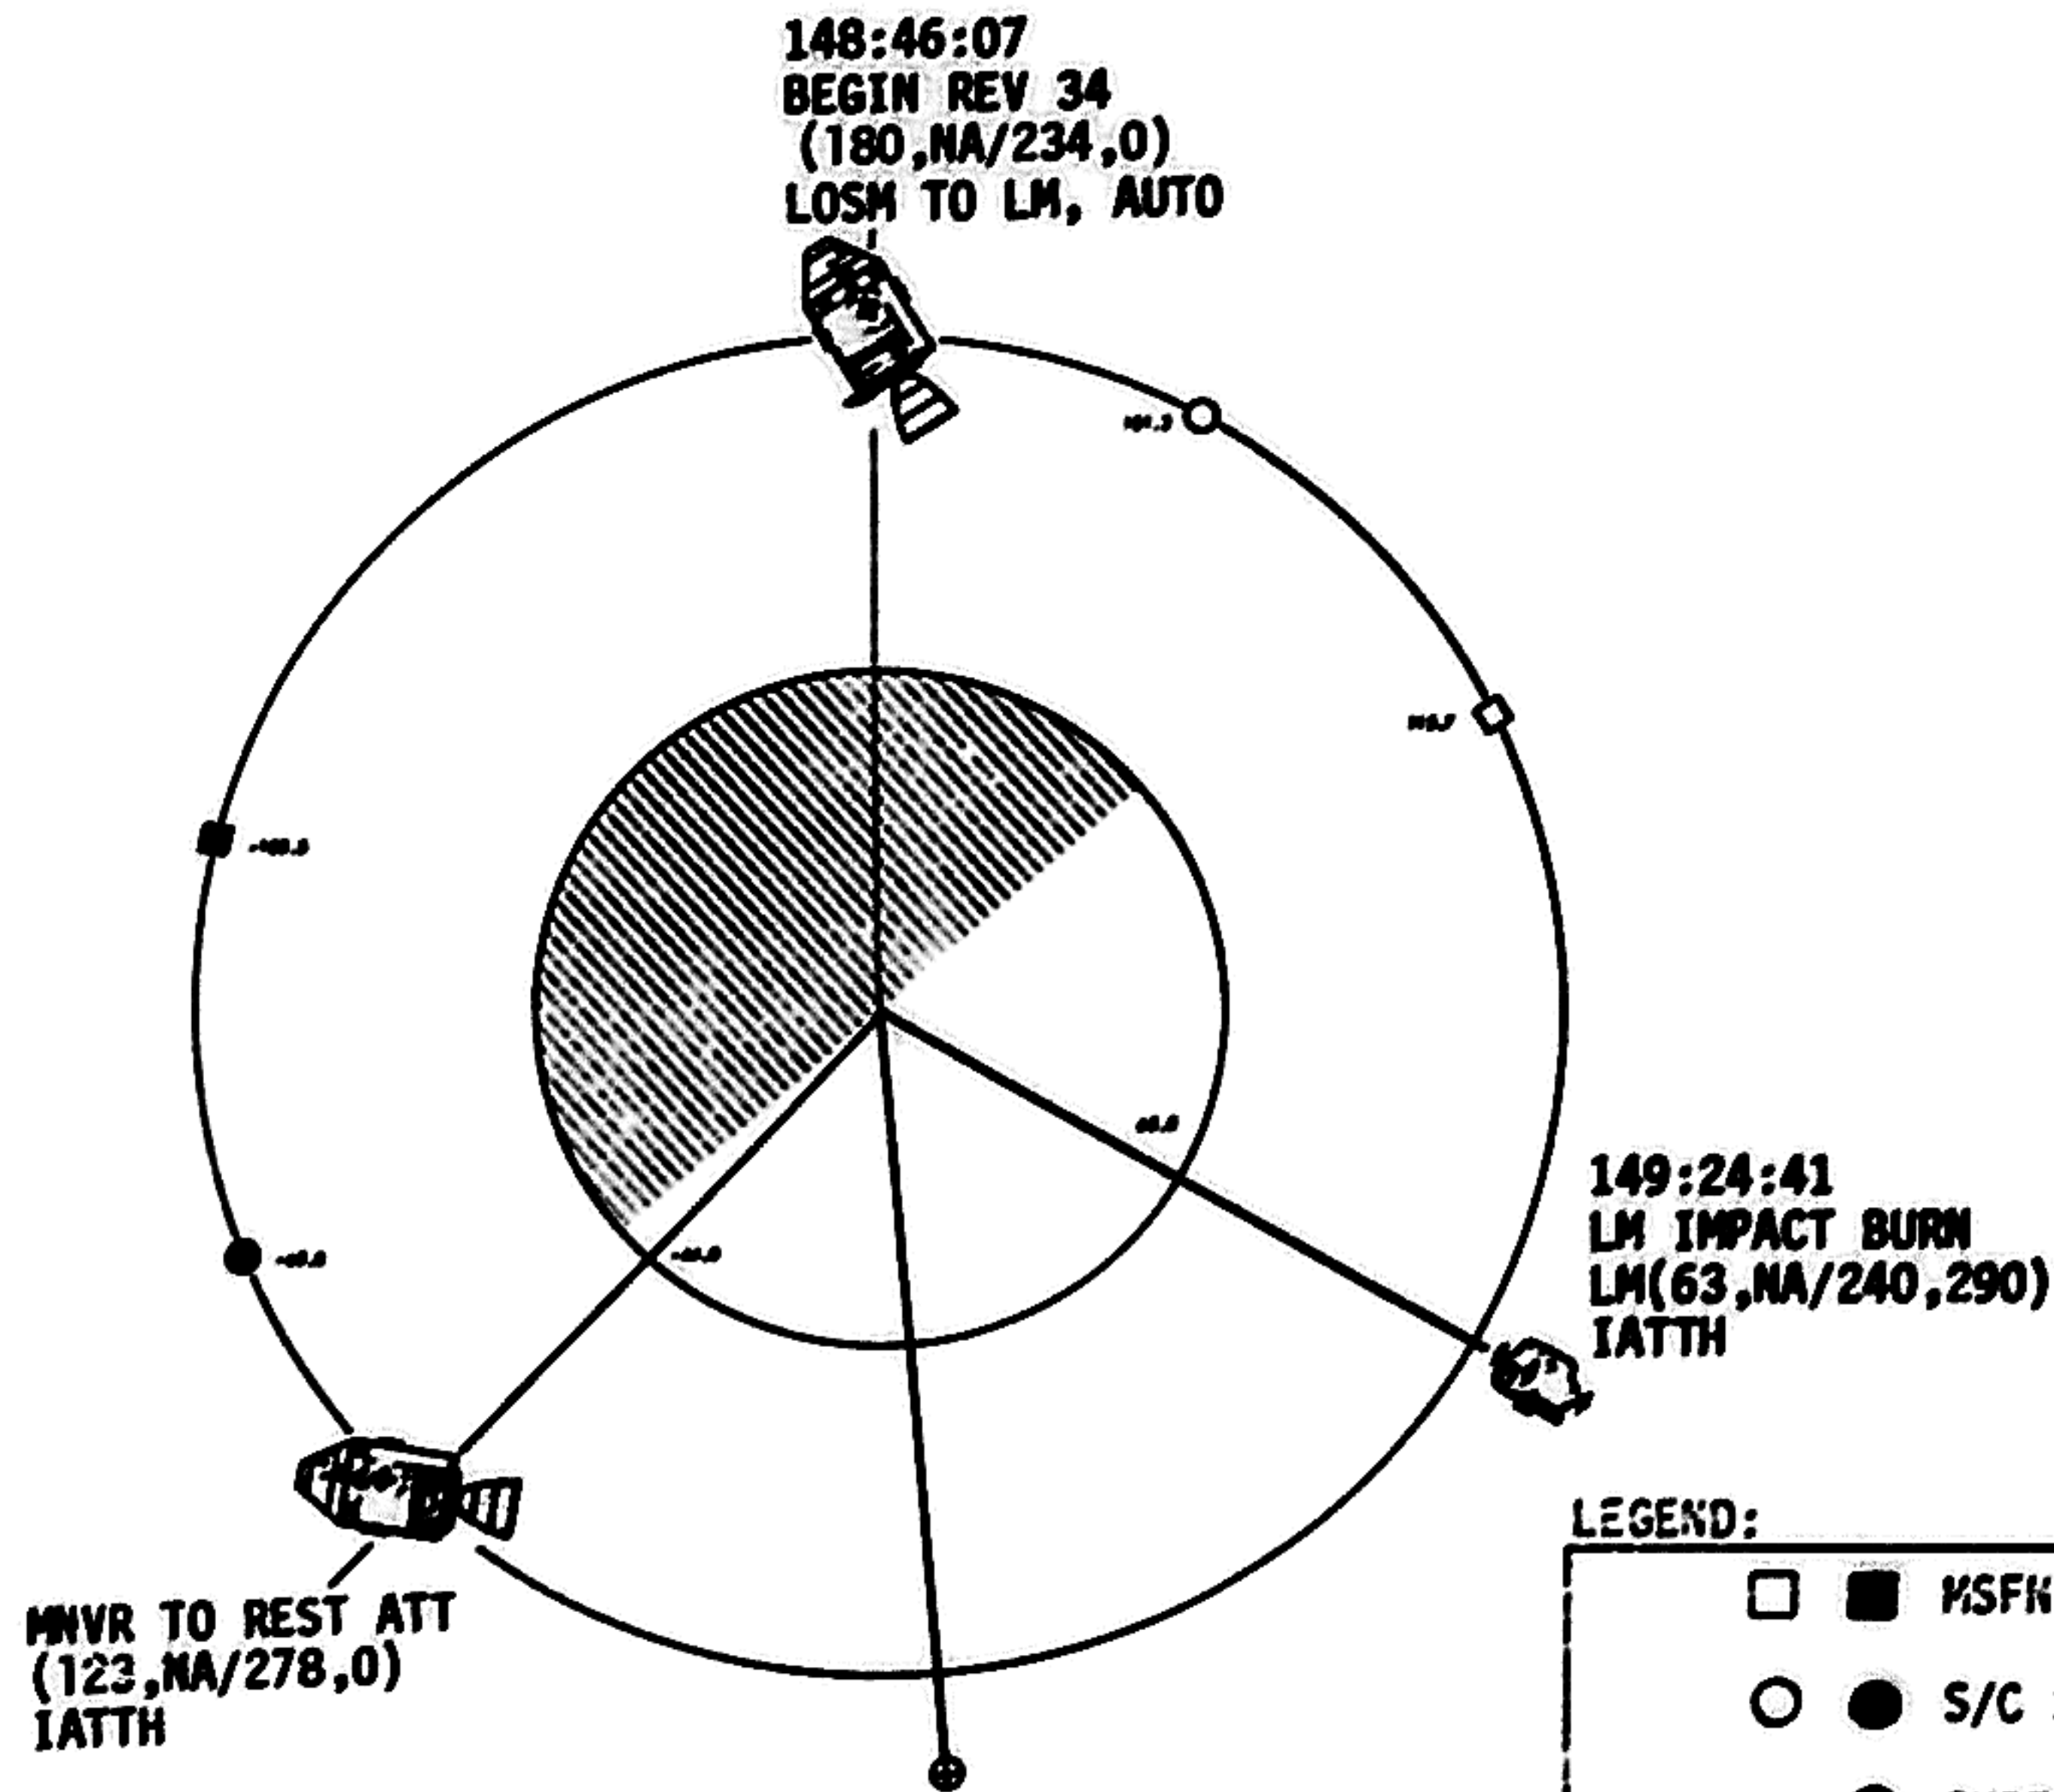 148:46:07
BEGIN REV 34
(180,NA/234,0)
LOSM TO LM, AUTO
149:24:41
LM IMPACT BURN
LM(63,NA/240,290)
IATTH
LEGEND:
S/C
MNVR TO REST ATT
(123,NA/278,0)
IATTH